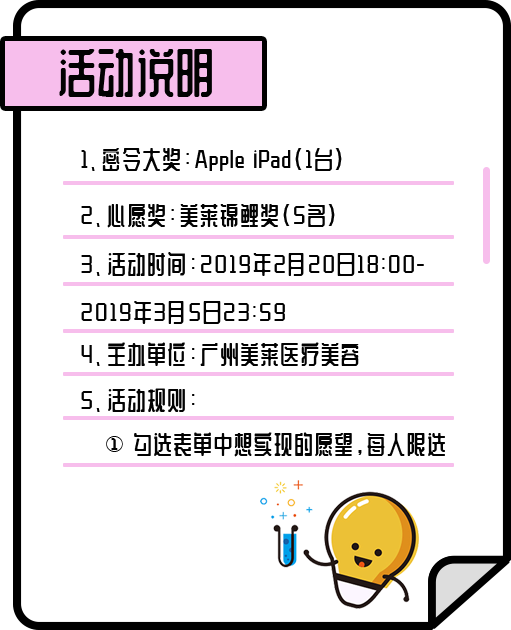 活动说明
1、密令大奖:Apple iPad(1台)
2、心愿奖:美莱锦鲤奖(5名)
3、活动时间:2019年2月20日18:00-
2019年3月5日23:59
4、主办单位:广州美莱医疗美容
5、活动规则:
① 勾选表单中想实现的愿望,每人限选